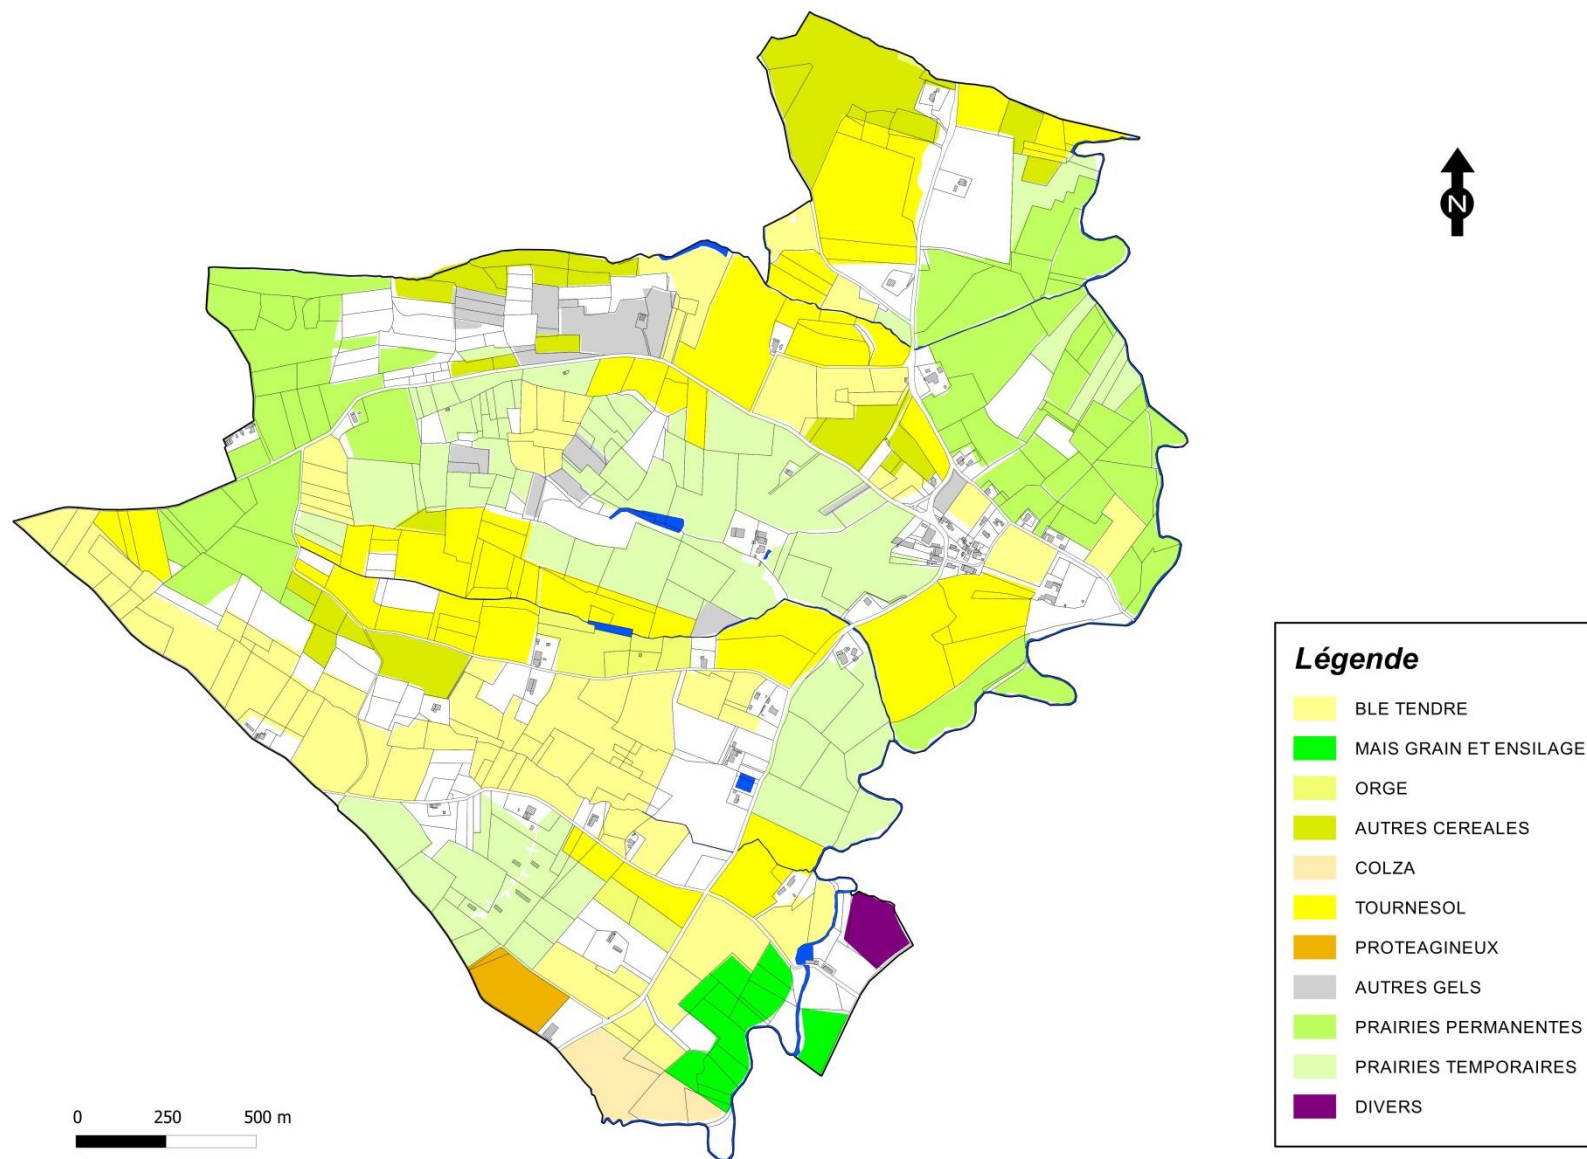 N
Légende
BLE TENDRE
MAIS GRAIN ET ENSILAGE
ORGE
AUTRES CEREALES
COLZA
TOURNESOL
PROTEAGINEUX
AUTRES GELS
PRAIRIES PERMANENTES
PRAIRIES TEMPORAIRES
DIVERS
0 250 500 m